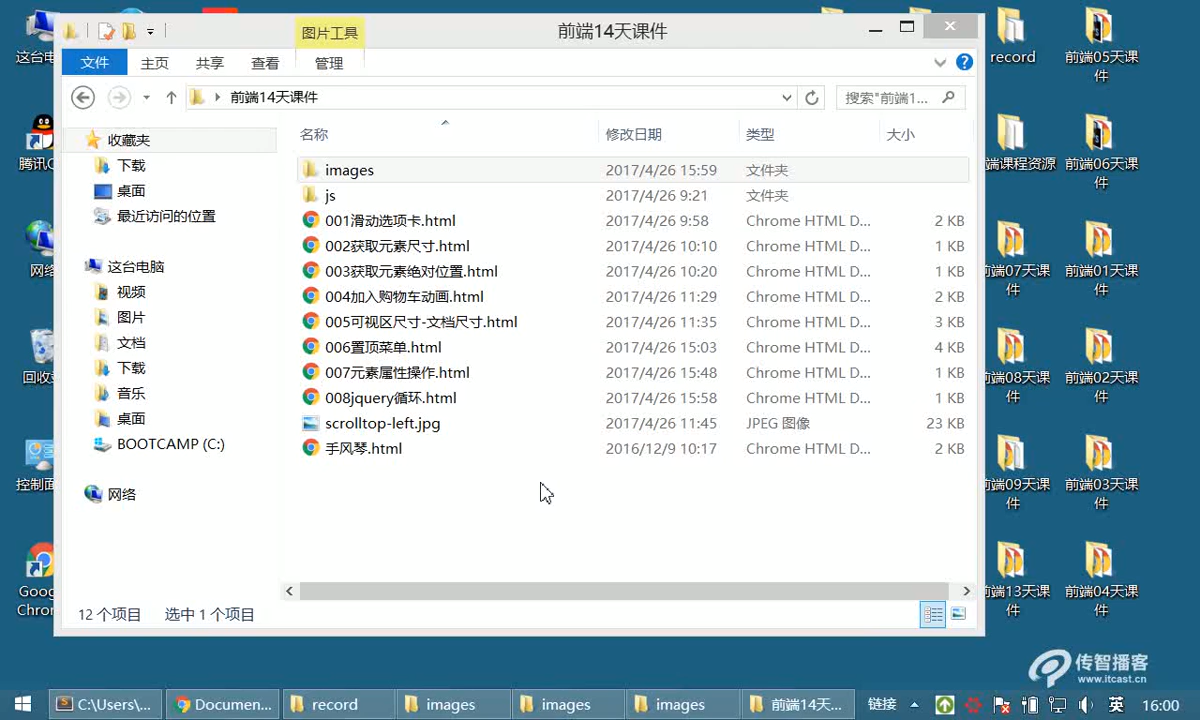 图片工具
前端14天课件
文件
主页
共享
查看
管理
前端14天课件
搜索"前端1...
名称
修改日期
类型
大小
收藏夹
下载
桌面
最近访问的位置
这台电脑
视频
图片
文档
下载
音乐
桌面
BOOTCAMP (C:)
网络
images 2017/4/26 15:59 文件夹
js 2017/4/26 9:21 文件夹
001滑动选项卡.html 2017/4/26 9:58 Chrome HTML D... 2 KB
002获取元素尺寸.html 2017/4/26 10:10 Chrome HTML D... 1 KB
003获取元素绝对位置.html 2017/4/26 10:20 Chrome HTML D... 1 KB
004加入购物车动画.html 2017/4/26 11:29 Chrome HTML D... 2 KB
005可视区尺寸-文档尺寸.html 2017/4/26 11:35 Chrome HTML D... 3 KB
006置顶菜单.html 2017/4/26 15:03 Chrome HTML D... 4 KB
007元素属性操作.html 2017/4/26 15:48 Chrome HTML D... 1 KB
008jquery循环.html 2017/4/26 15:58 Chrome HTML D... 1 KB
scrolltop-left.jpg 2017/4/26 11:45 JPEG 图像 23 KB
手风琴.html 2016/12/9 10:17 Chrome HTML D... 2 KB
12 个项目 选中 1 个项目
这台电
腾讯Q
网络
回收
控制面
Goog
Chror
record
前端05天课
件
端课程资源
前端06天课
件
端07天课
件
前端01天课
件
端08天课
件
前端02天课
件
端09天课
件
前端03天课
件
端13天课
件
前端04天课
件
传智播客
www.itcast.cn
C:\Users\...
Documen...
record
images
images
images
前端14天...
链接
英
16:00